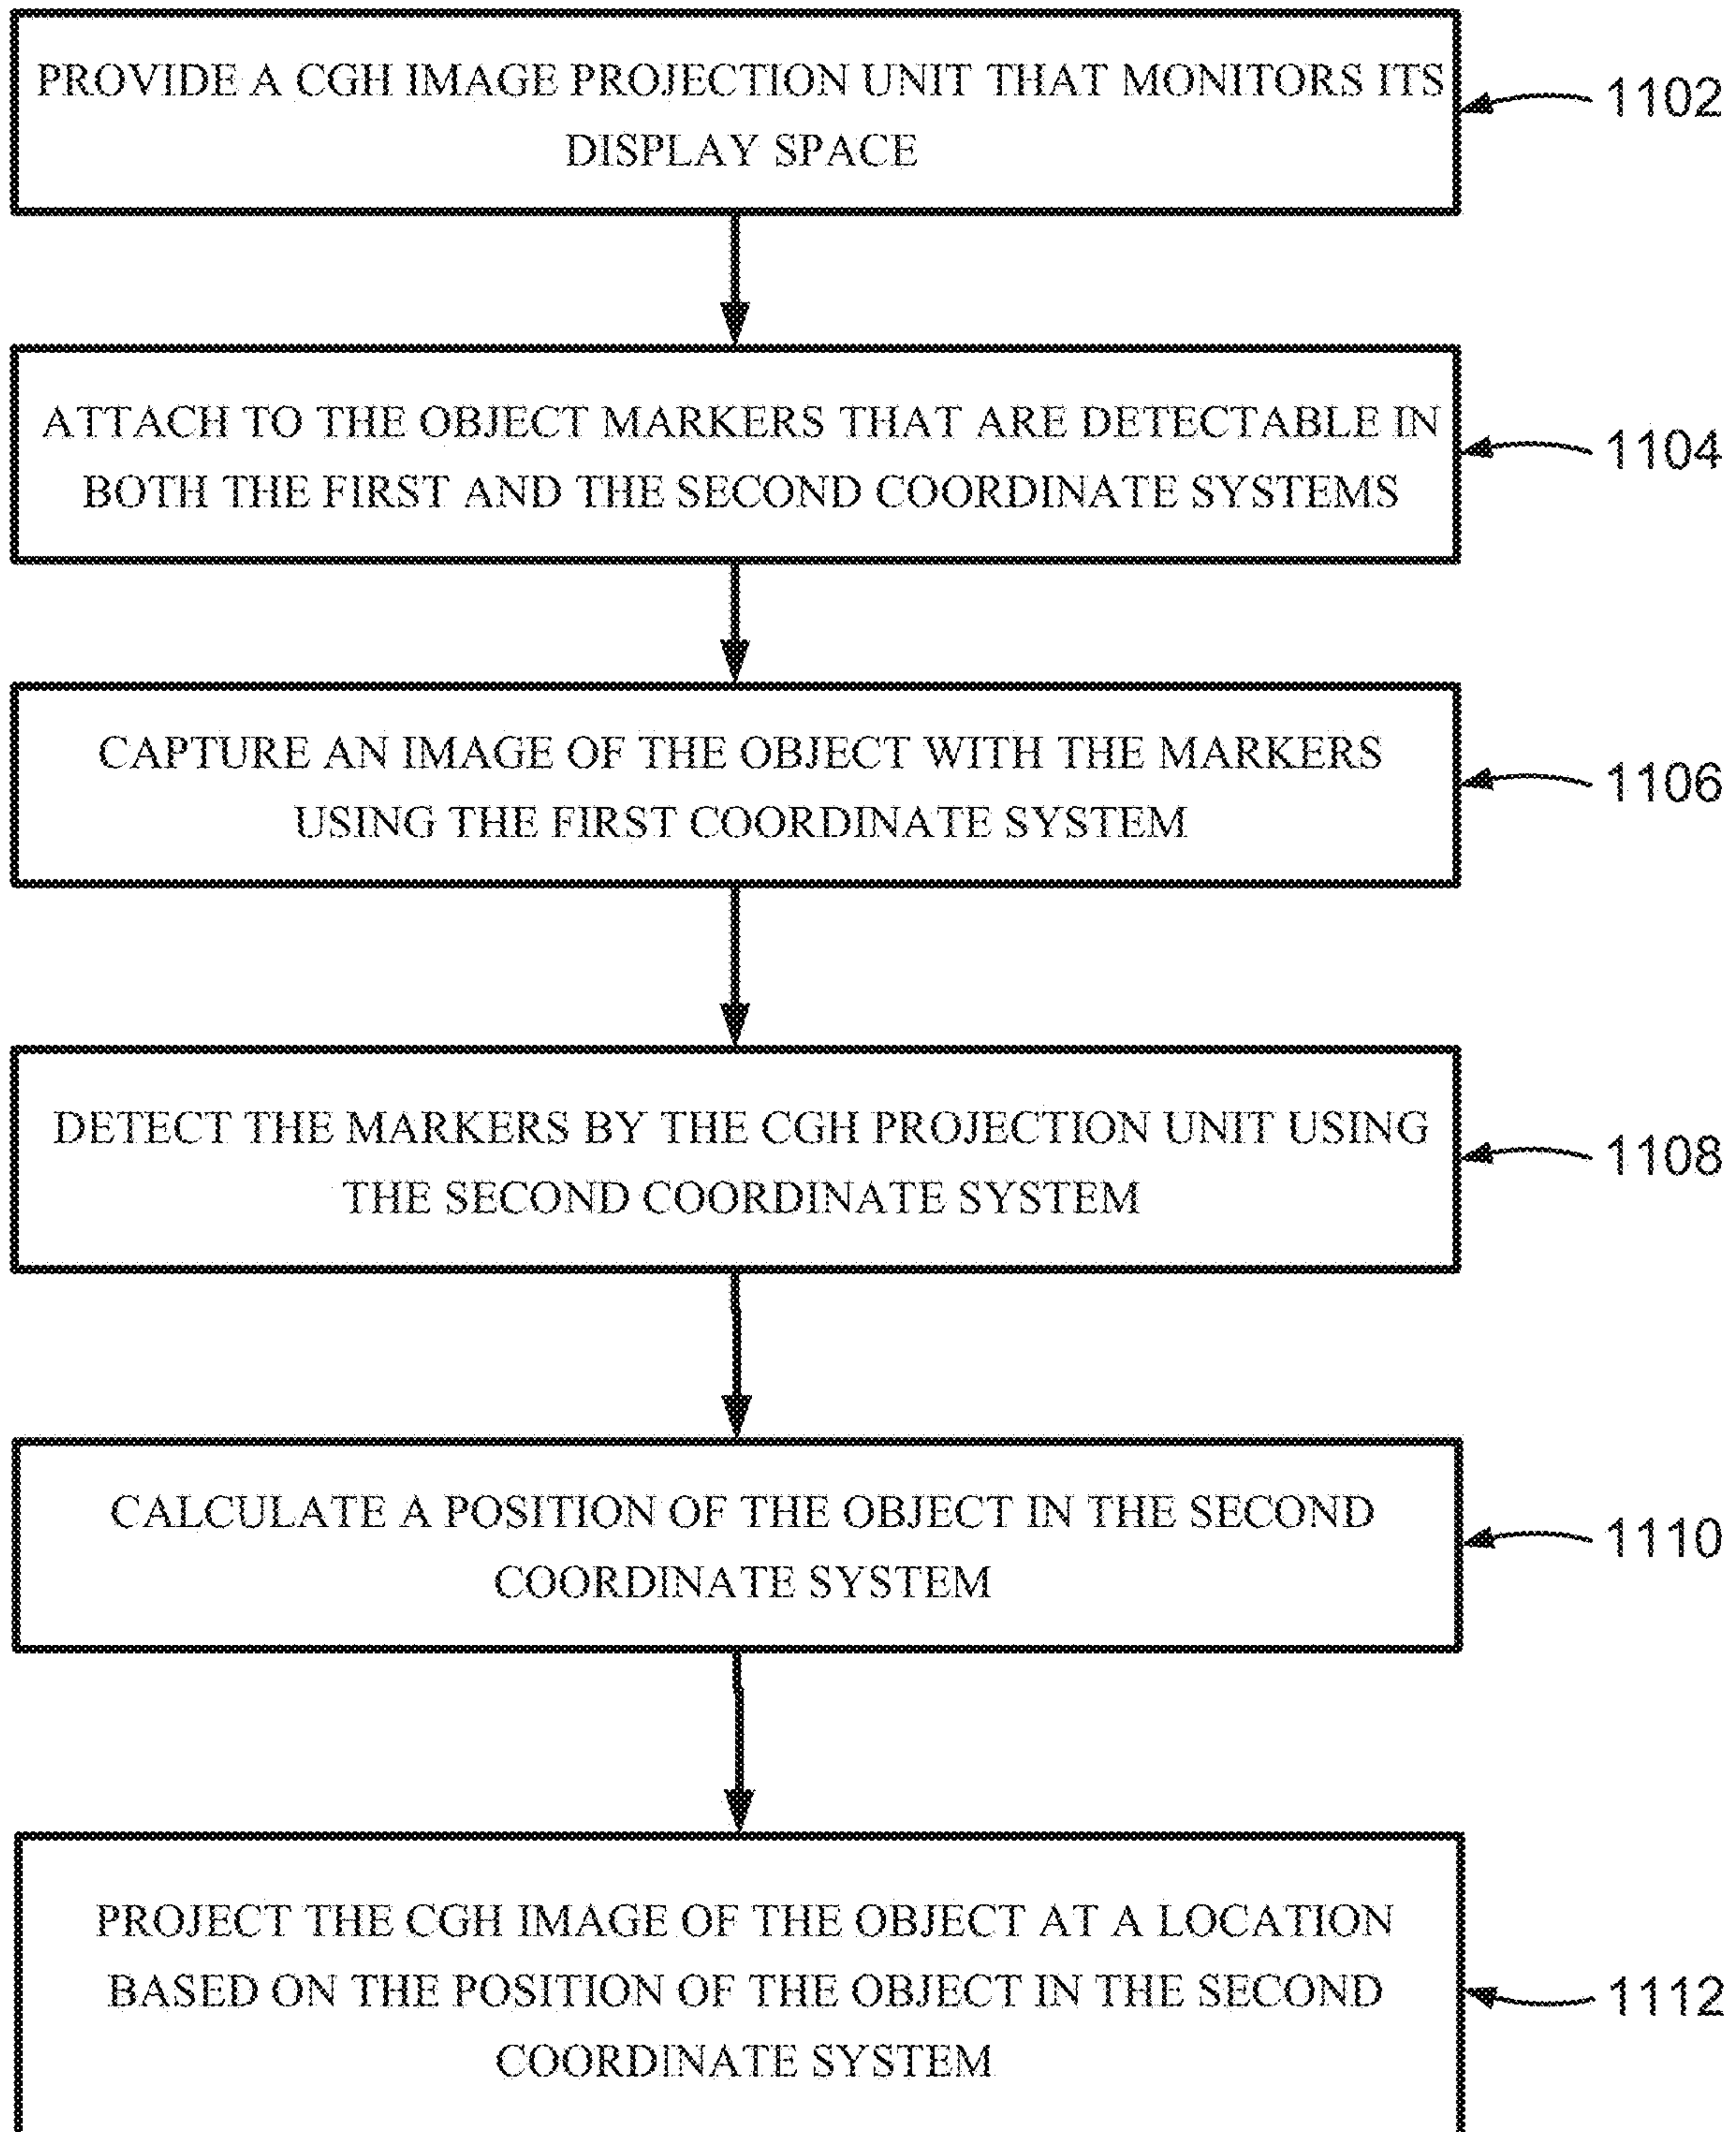 PROVIDE A CGH IMAGE PROJECTION UNIT THAT MONITORS ITS
DISPLAY SPACE
1102
ATTACH TO THE OBJECT MARKERS THAT ARE DETECTABLE IN
BOTH THE FIRST AND THE SECOND COORDINATE SYSTEMS
1104
CAPTURE AN IMAGE OF THE OBJECT WITH THE MARKERS
USING THE FIRST COORDINATE SYSTEM
1106
DETECT THE MARKERS BY THE CGH PROJECTION UNIT USING
THE SECOND COORDINATE SYSTEM
1108
CALCULATE A POSITION OF THE OBJECT IN THE SECOND
COORDINATE SYSTEM
1110
PROJECT THE CGH IMAGE OF THE OBJECT AT A LOCATION
BASED ON THE POSITION OF THE OBJECT IN THE SECOND
COORDINATE SYSTEM
1112